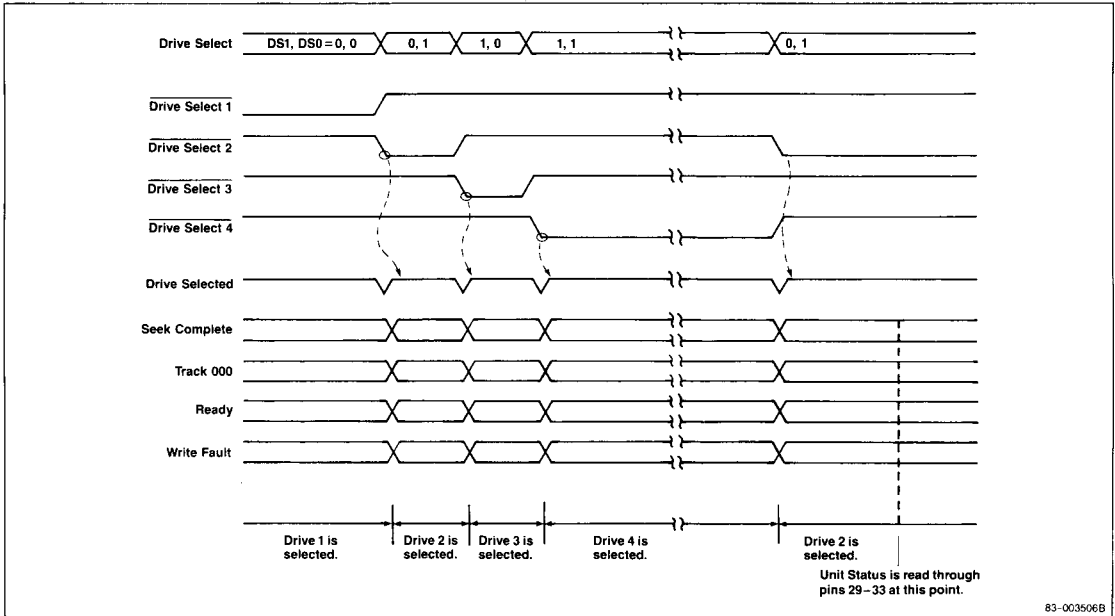 Drive Select
DS1, DS0 = 0, 0
0, 1
1, 0
1, 1
0, 1
Drive Select 1
Drive Select 2
Drive Select 3
Drive Select 4
Drive Selected
Seek Complete
Track 000
Ready
Write Fault
Drive 1 is
selected.
Drive 2 is
selected.
Drive 3 is
selected.
Drive 4 is
selected.
Drive 2 is
selected.
Unit Status is read through
pins 29–33 at this point.
83-003506B